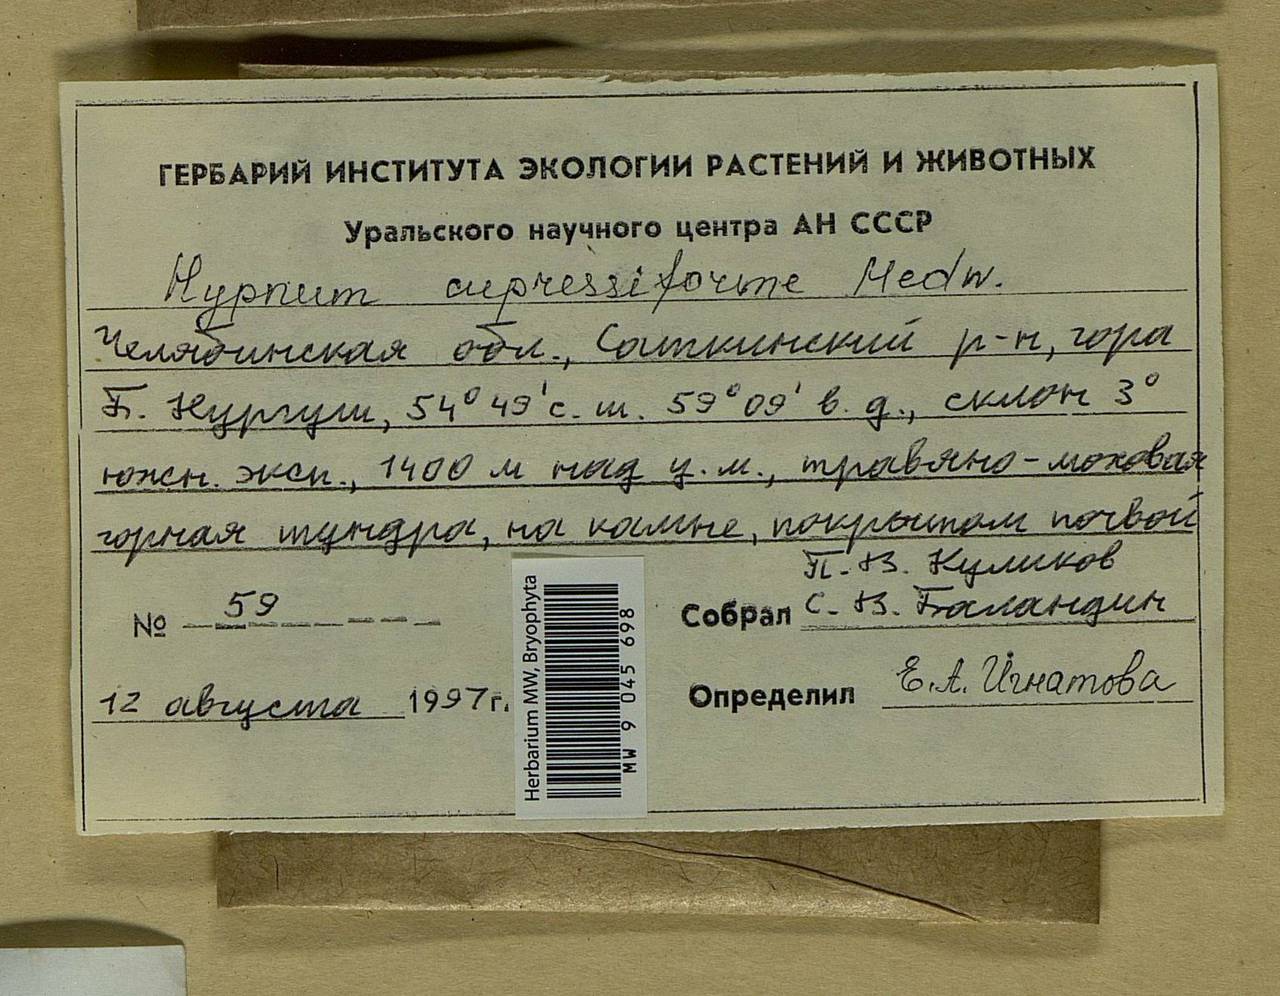 ГЕРБАРИЙ ИНСТИТУТА ЭКОЛОГИИ РАСТЕНИЙ И ЖИВОТНЫХ
Уральского научного центра АН СССР
Hypnum cupressiforme Hedw.
Челябинская обл., Саткинский р-н, гора
Б. Нургуш, 54°49' с. ш. 59°09' в. д., склон 3°
южн. эксп., 1400 м над у. м., травяно-моховая
горная тундра, на камне, покрытом почвой
П. В. Куликов
№ 59
Собрал С. В. Баландин
12 августа 1997г.
Определил Е. А. Игнатова
Herbarium MW, Bryophyta
MW 9 045 698